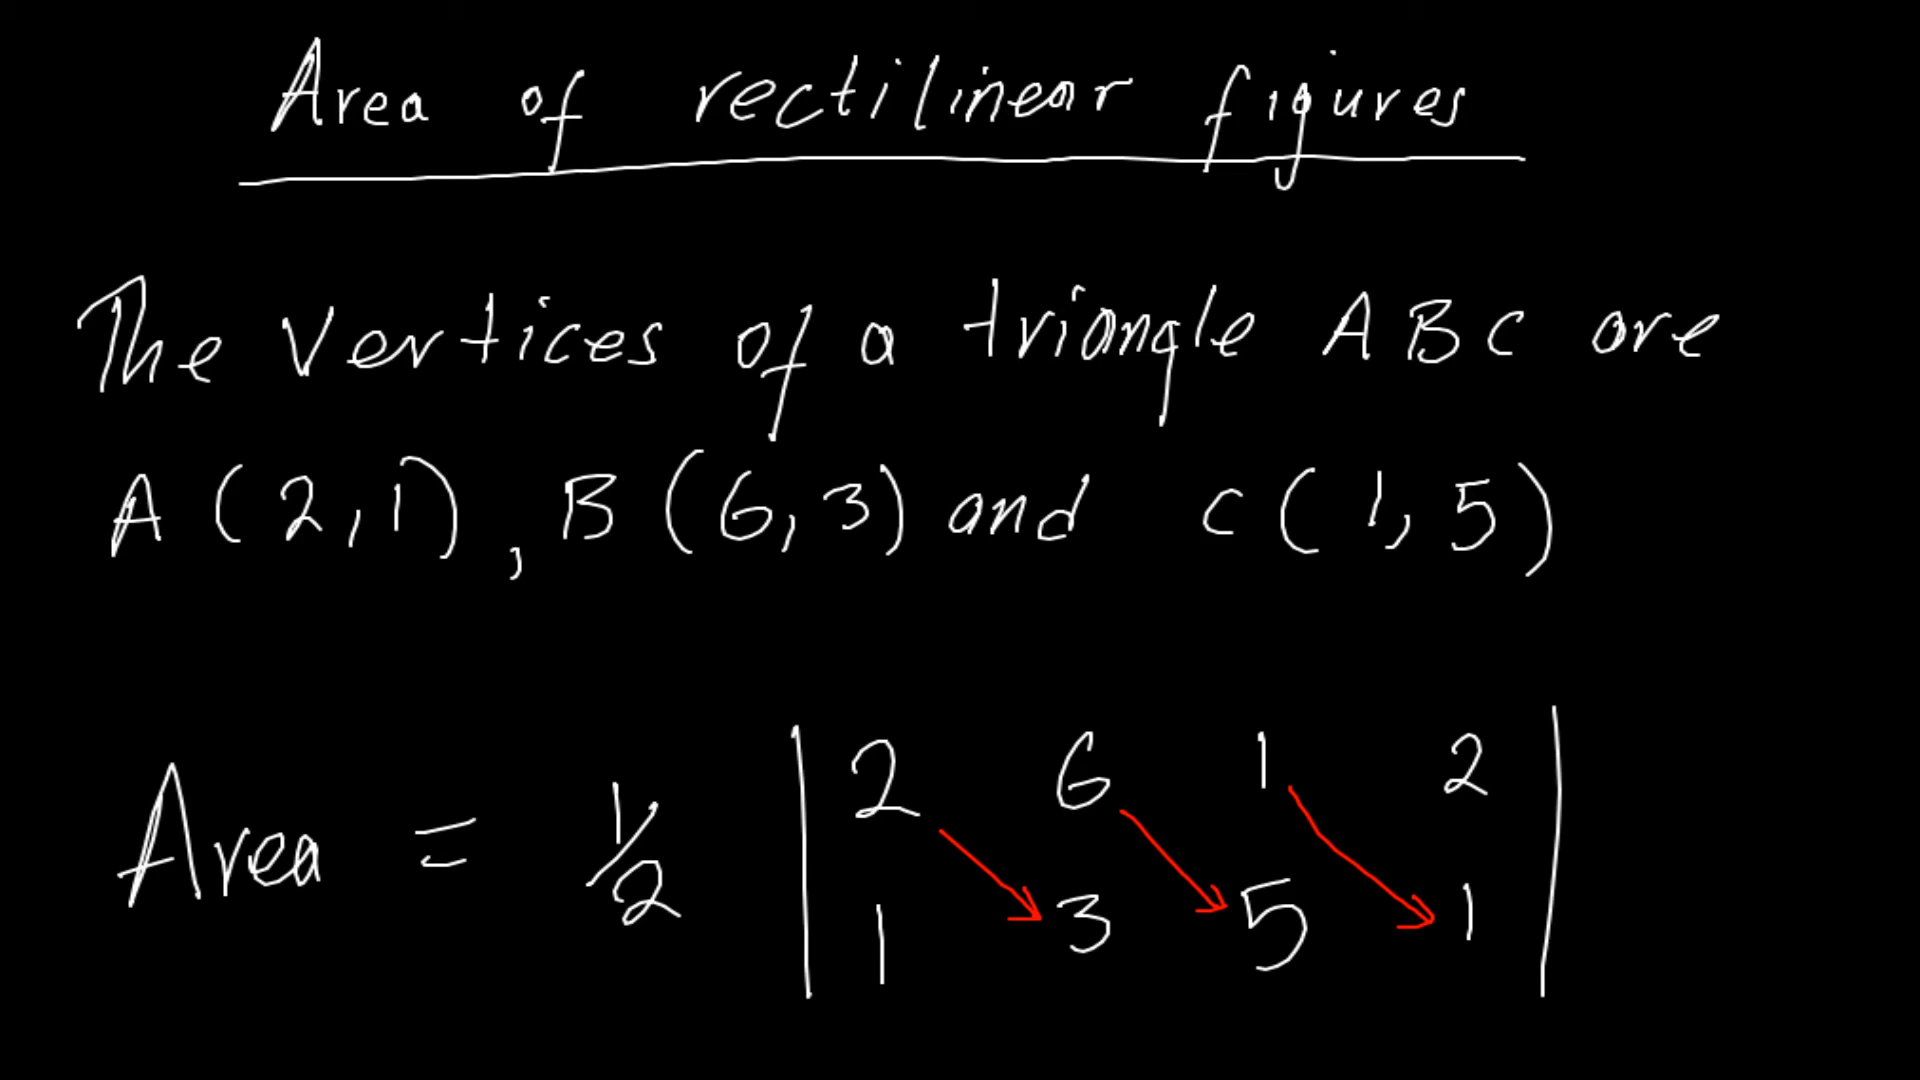 Area of rectilinear figures
The vertices of a triangle ABC are
A (2,1), B (6,3) and C (1,5)
Area = 1/2 | 2 6 1 2 |
1 3 5 1